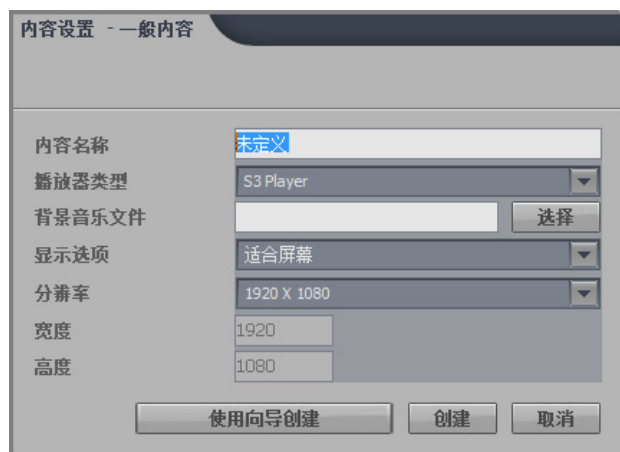 内容设置 - 一般内容
内容名称 未定义
播放器类型 S3 Player
背景音乐文件 选择
显示选项 适合屏幕
分辨率 1920 X 1080
宽度 1920
高度 1080
使用向导创建 创建 取消